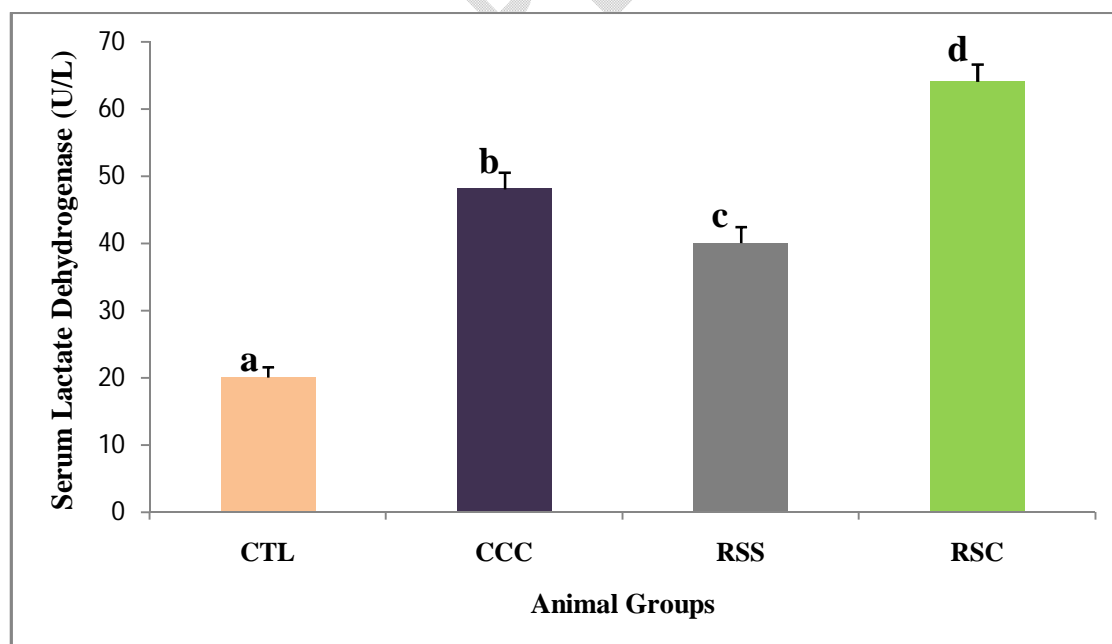 Serum Lactate Dehydrogenase (U/L)
70
60
50
40
30
20
10
0
a
b
c
d
CTL
CCC
RSS
RSC
Animal Groups